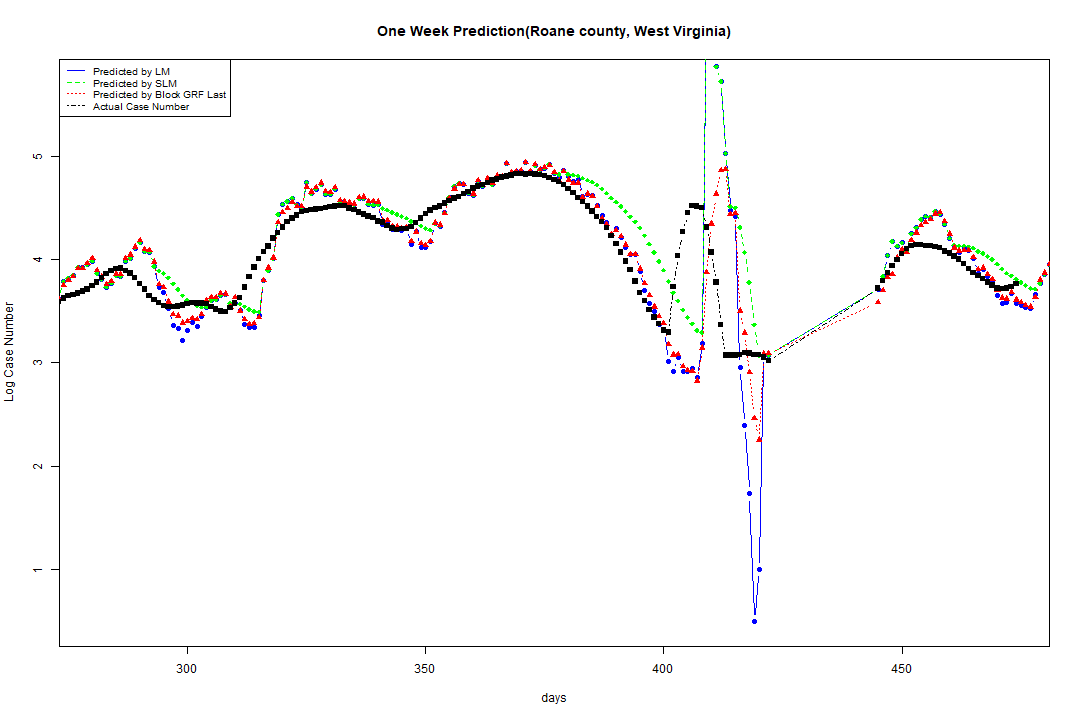 One Week Prediction(Roane county, West Virginia)
Predicted by LM
Predicted by SLM
Predicted by Block GRF Last
Actual Case Number
5
4
3
2
1
Log Case Number
300 350 400 450
days